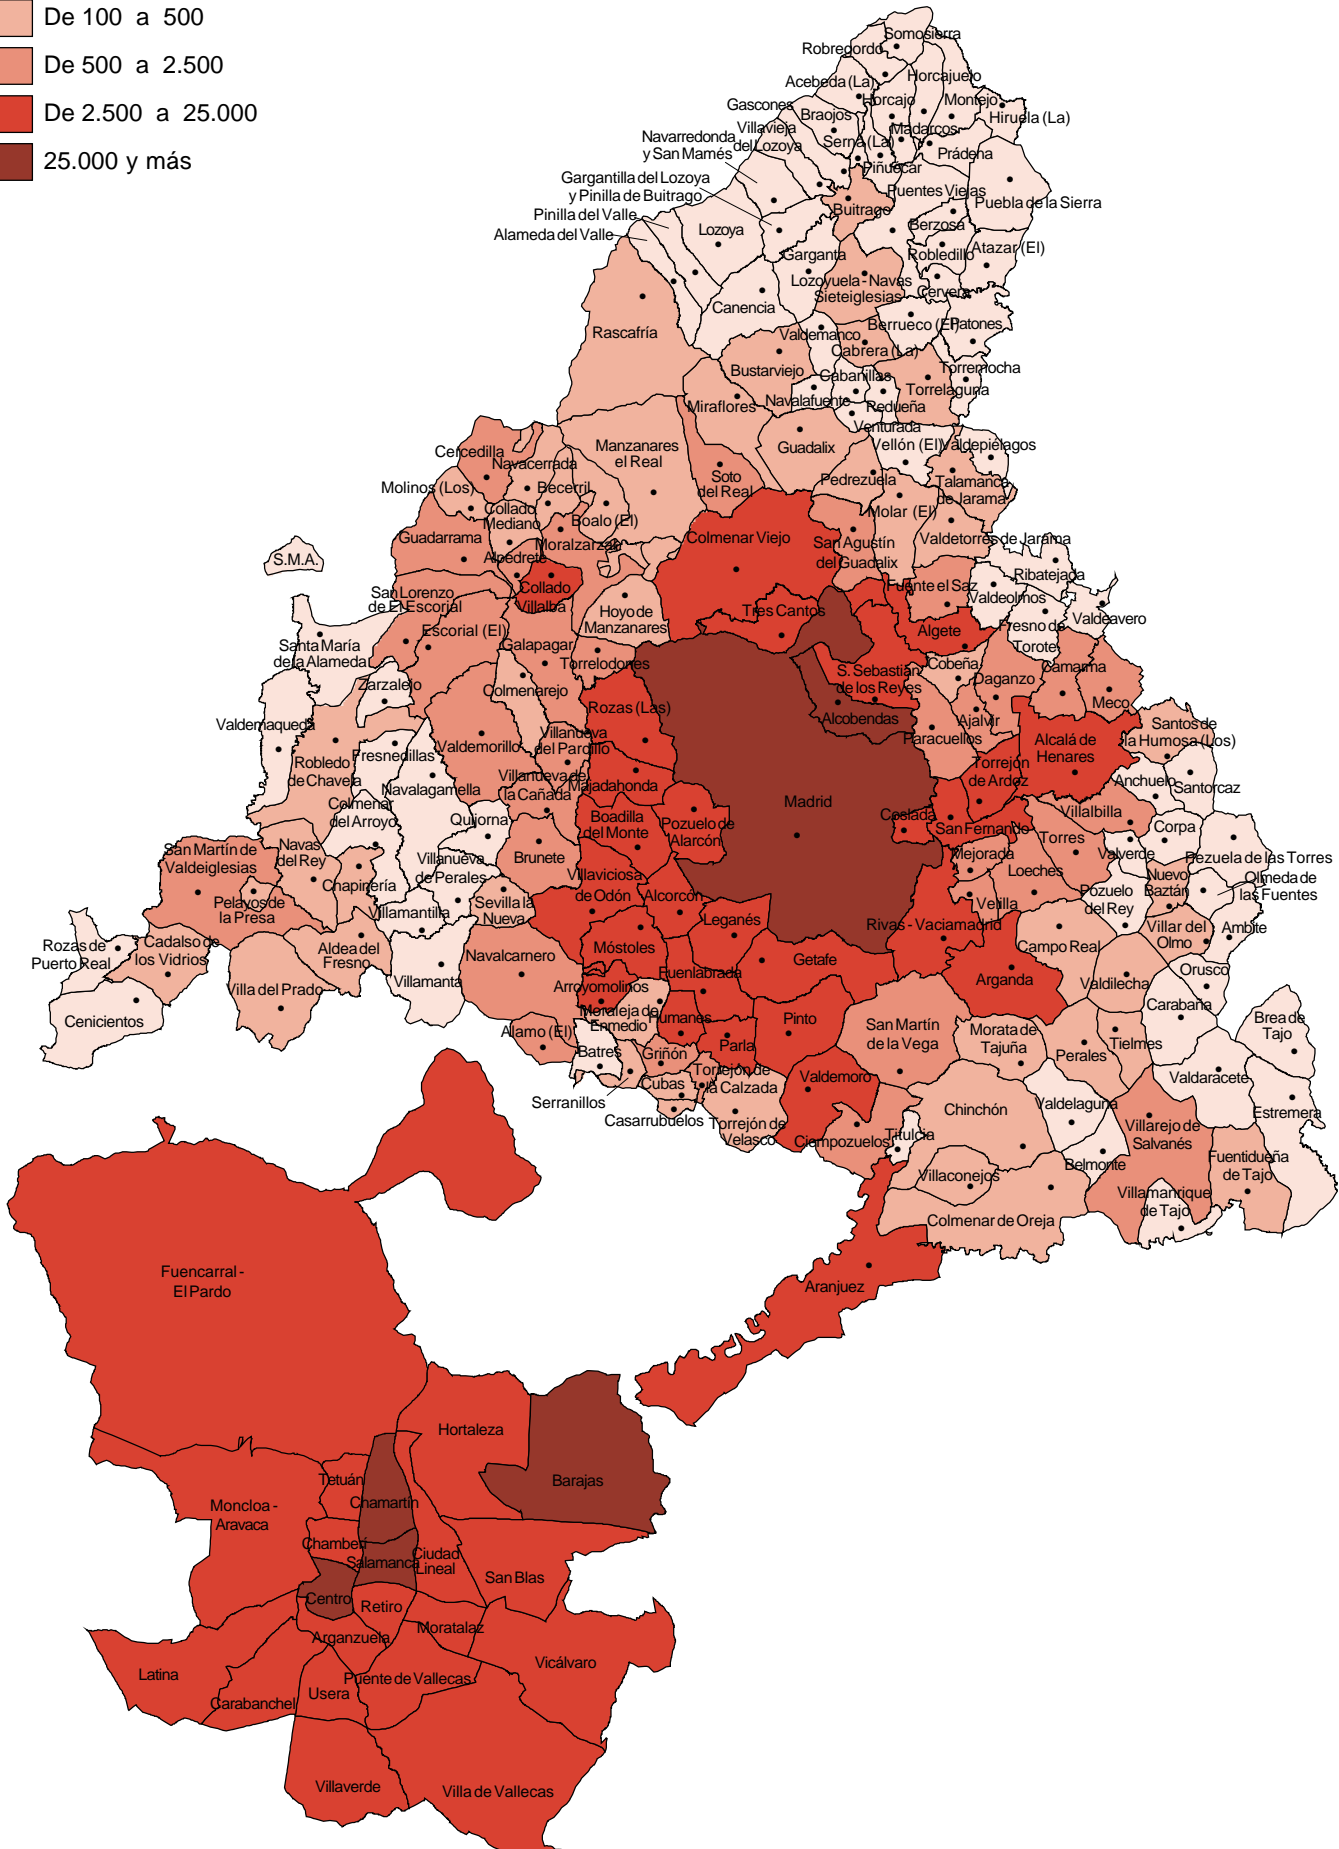 De 100 a 500
De 500 a 2.500
De 2.500 a 25.000
25.000 y más
Somosierra
Robregordo
Horcajuelo
Acebeda (La)
Horcajo
Montejo
Gascones
Braojos
Hiruela (La)
Villavieja
del Lozoya
Madarcos
Navarredonda
y San Mamés
Serna (La)
Prádena
Piñuécar
Gargantilla del Lozoya
y Pinilla de Buitrago
Puentes Viejas
Puebla de la Sierra
Pinilla del Valle
Buitrago
Alameda del Valle
Lozoya
Berzosa
Garganta
Robledillo
Atazar (El)
Lozoyuela - Navas
Sieteiglesias
Cervera
Canencia
Rascafría
Valdemanco
Berrueco (El)
Patones
Cabrera (La)
Bustarviejo
Cabanillas
Torremocha
Torrelaguna
Miraflores
Navalafuente
Redueña
Venturada
Guadalix
Vellón (El)
Valdepiélagos
Manzanares
el Real
Cercedilla
Navacerrada
Soto
del Real
Pedrezuela
Talamanca
de Jarama
Molinos (Los)
Becerril
Collado
Mediano
Boalo (El)
Molar (El)
Guadarrama
Moralzarzal
Colmenar Viejo
San Agustín
del Guadalix
Valdetorres de Jarama
S.M.A.
Alpedrete
Ribatejada
San Lorenzo
de El Escorial
Collado
Villalba
Fuente el Saz
Valdeolmos
Hoyo de
Manzanares
Tres Cantos
Valdeavero
Fresno de
Torote
Santa María
de la Alameda
Escorial (El)
Galapagar
Algete
Torrelodones
Cobeña
Camarma
S. Sebastián
de los Reyes
Daganzo
Zarzalejo
Colmenarejo
Meco
Rozas (Las)
Alcobendas
Ajalvir
Valdemaqueda
Villanueva
del Pardillo
Paracuellos
Santos de
la Humosa (Los)
Valdemorillo
Alcalá de
Henares
Fresnedillas
Robledo
de Chavela
Torrejón
de Ardoz
Villanueva de
la Cañada
Majadahonda
Anchuelo
Santorcaz
Navalagamella
Madrid
Colmenar
del Arroyo
Boadilla
del Monte
Pozuelo de
Alarcón
Coslada
Villalbilla
Quijorna
San Fernando
Corpa
Torres
Navas
del Rey
San Martín de
Valdeiglesias
Brunete
Mejorada
Valverde
Pezuela de las Torres
Villanueva
de Perales
Loeches
Nuevo
Baztán
Olmeda de
las Fuentes
Chapinería
Villaviciosa
de Odón
Pelayos de
la Presa
Sevilla la
Nueva
Alcorcón
Velilla
Pozuelo
del Rey
Villamantilla
Leganés
Rivas - Vaciamadrid
Villar del
Olmo
Ambite
Rozas de
Puerto Real
Cadalso de
los Vidrios
Aldea del
Fresno
Navalcarnero
Móstoles
Campo Real
Getafe
Fuenlabrada
Orusco
Villamanta
Arroyomolinos
Arganda
Valdilecha
Villa del Prado
Carabaña
Cenicientos
Moraleja de
Enmedio
Humanes
Pinto
San Martín
de la Vega
Morata de
Tajuña
Brea de
Tajo
Alamo (El)
Parla
Tielmes
Batres
Griñón
Perales
Cubas
Torrejón de
la Calzada
Valdemoro
Valdaracete
Serranillos
Casarrubuelos
Torrejón de
Velasco
Chinchón
Valdelaguna
Estremera
Villarejo de
Salvanés
Ciempozuelos
Titulcia
Belmonte
Fuentidueña
de Tajo
Villaconejos
Villamanrique
de Tajo
Colmenar de Oreja
Aranjuez
Fuencarral -
El Pardo
Hortaleza
Barajas
Tetuán
Chamartín
Moncloa -
Aravaca
Chamberí
Salamanca
Ciudad
Lineal
San Blas
Centro
Retiro
Arganzuela
Moratalaz
Latina
Vicálvaro
Puente de Vallecas
Usera
Carabanchel
Villaverde
Villa de Vallecas